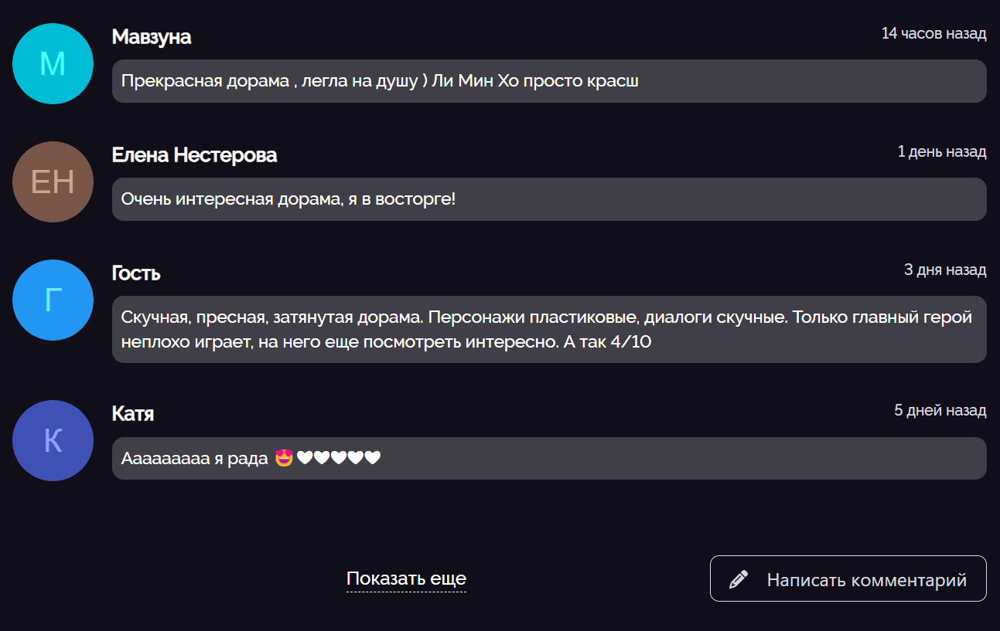 М
Мавзуна
14 часов назад
Прекрасная дорама , легла на душу ) Ли Мин Хо просто красш
ЕН
Елена Нестерова
1 день назад
Очень интересная дорама, я в восторге!
Г
Гость
3 дня назад
Скучная, пресная, затянутая дорама. Персонажи пластиковые, диалоги скучные. Только главный герой
неплохо играет, на него еще посмотреть интересно. А так 4/10
К
Катя
5 дней назад
Ааааааааа я рада 😍🤍🤍🤍🤍🤍
Показать еще
Написать комментарий